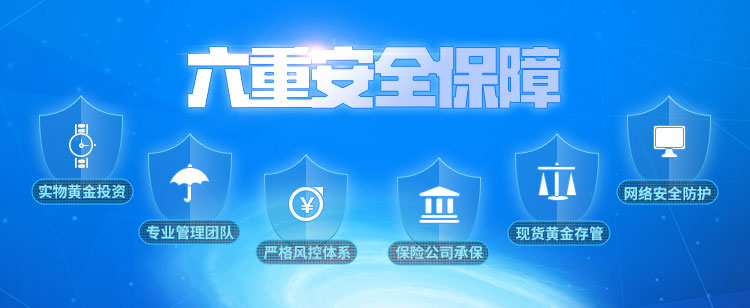 六重安全保障
实物黄金投资
专业管理团队
严格风控体系
保险公司承保
现货黄金存管
网络安全防护
¥